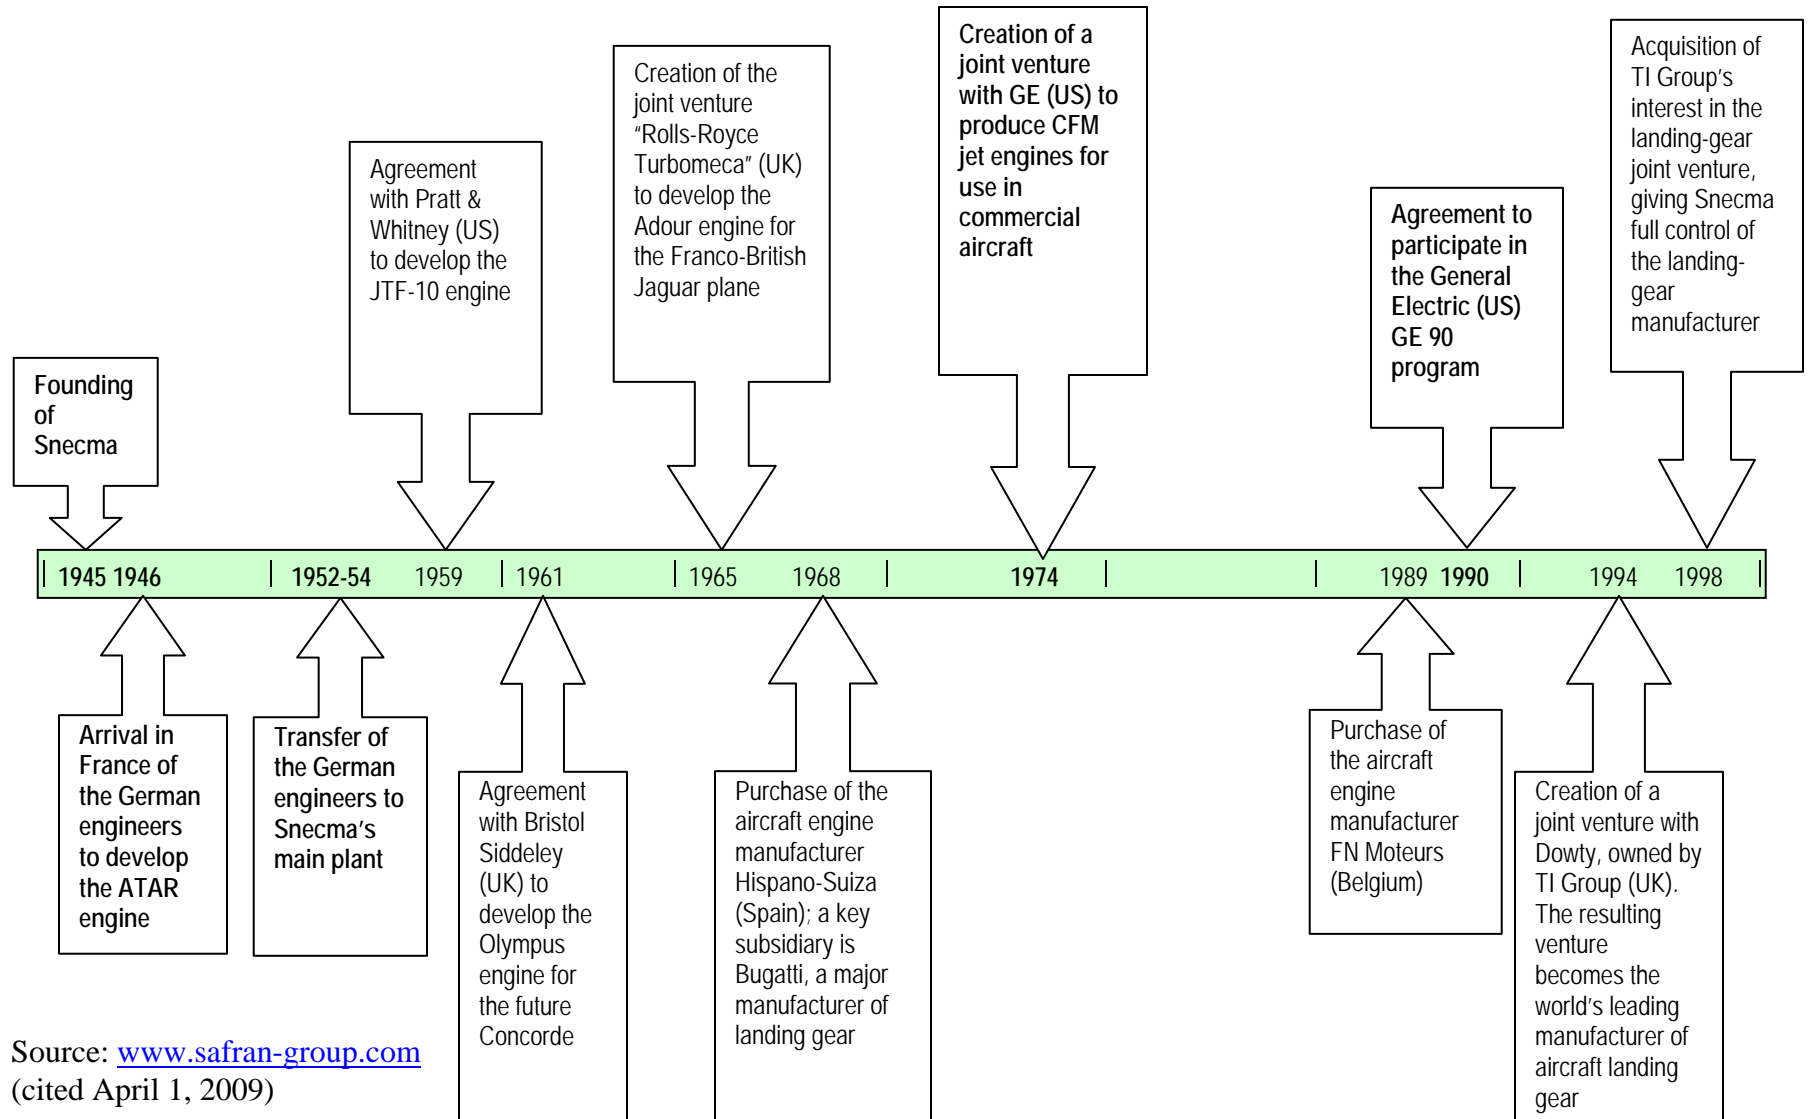 Founding
of
Snecma
Agreement
with Pratt &
Whitney (US)
to develop the
JTF-10 engine
Creation of the
joint venture
“Rolls-Royce
Turbomeca” (UK)
to develop the
Adour engine for
the Franco-British
Jaguar plane
Creation of a
joint venture
with GE (US) to
produce CFM
jet engines for
use in
commercial
aircraft
Agreement to
participate in
the General
Electric (US)
GE 90
program
Acquisition of
TI Group’s
interest in the
landing-gear
joint venture,
giving Snecma
full control of
the landing-
gear
manufacturer
1945 1946 1952-54 1959 1961 1965 1968 1974 1989 1990 1994 1998
Arrival in
France of
the German
engineers
to develop
the ATAR
engine
Transfer of
the German
engineers to
Snecma’s
main plant
Agreement
with Bristol
Siddeley
(UK) to
develop the
Olympus
engine for
the future
Concorde
Purchase of the
aircraft engine
manufacturer
Hispano-Suiza
(Spain); a key
subsidiary is
Bugatti, a major
manufacturer of
landing gear
Purchase of
the aircraft
engine
manufacturer
FN Moteurs
(Belgium)
Creation of a
joint venture with
Dowty, owned by
TI Group (UK).
The resulting
venture
becomes the
world’s leading
manufacturer of
aircraft landing
gear
Source: www.safran-group.com
(cited April 1, 2009)